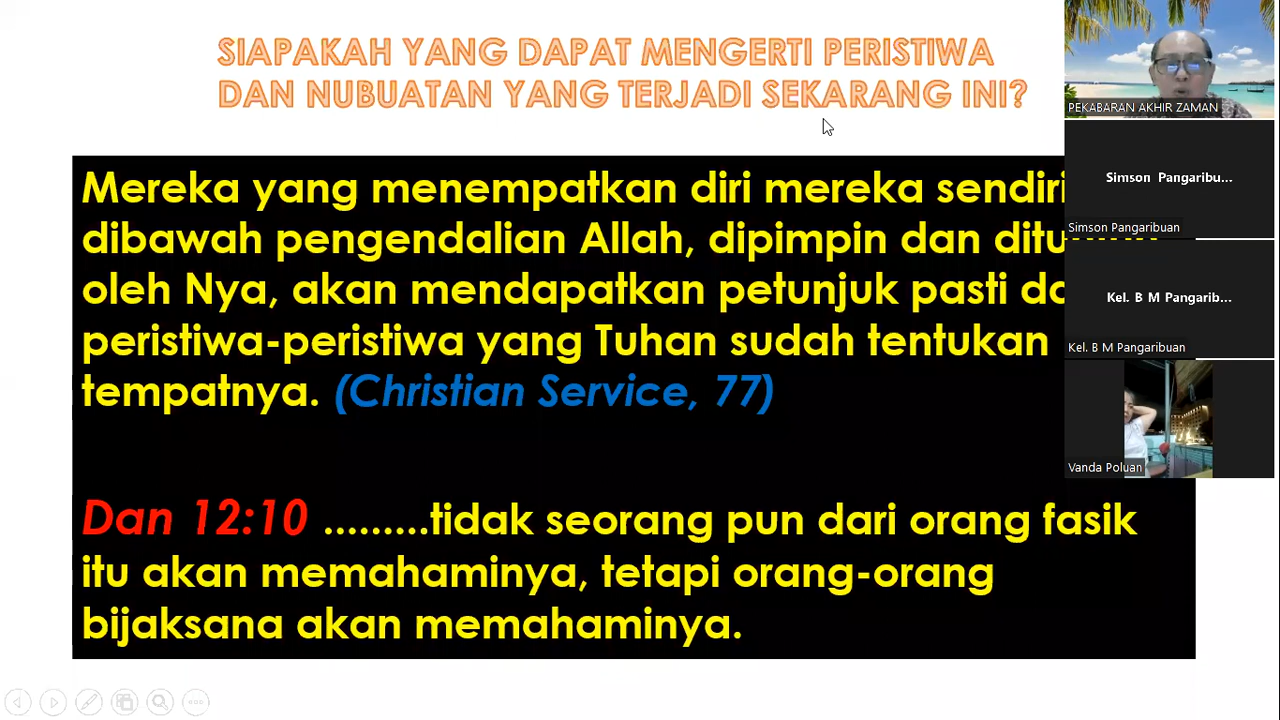 SIAPAKAH YANG DAPAT MENGERTI PERISTIWA
DAN NUBUATAN YANG TERJADI SEKARANG INI?
Mereka yang menempatkan diri mereka sendiri
dibawah pengendalian Allah, dipimpin dan
oleh Nya, akan mendapatkan petunjuk pasti
peristiwa-peristiwa yang Tuhan sudah tentukan
tempatnya. (Christian Service, 77)
Dan 12:10 .........tidak seorang pun dari orang fasik
itu akan memahaminya, tetapi orang-orang
bijaksana akan memahaminya.
PEKABARAN AKHIR ZAMAN
Simson Pangaribu...
Simson Pangaribuan
Kel. B M Pangarib...
Kel. B M Pangaribuan
Vanda Poluan